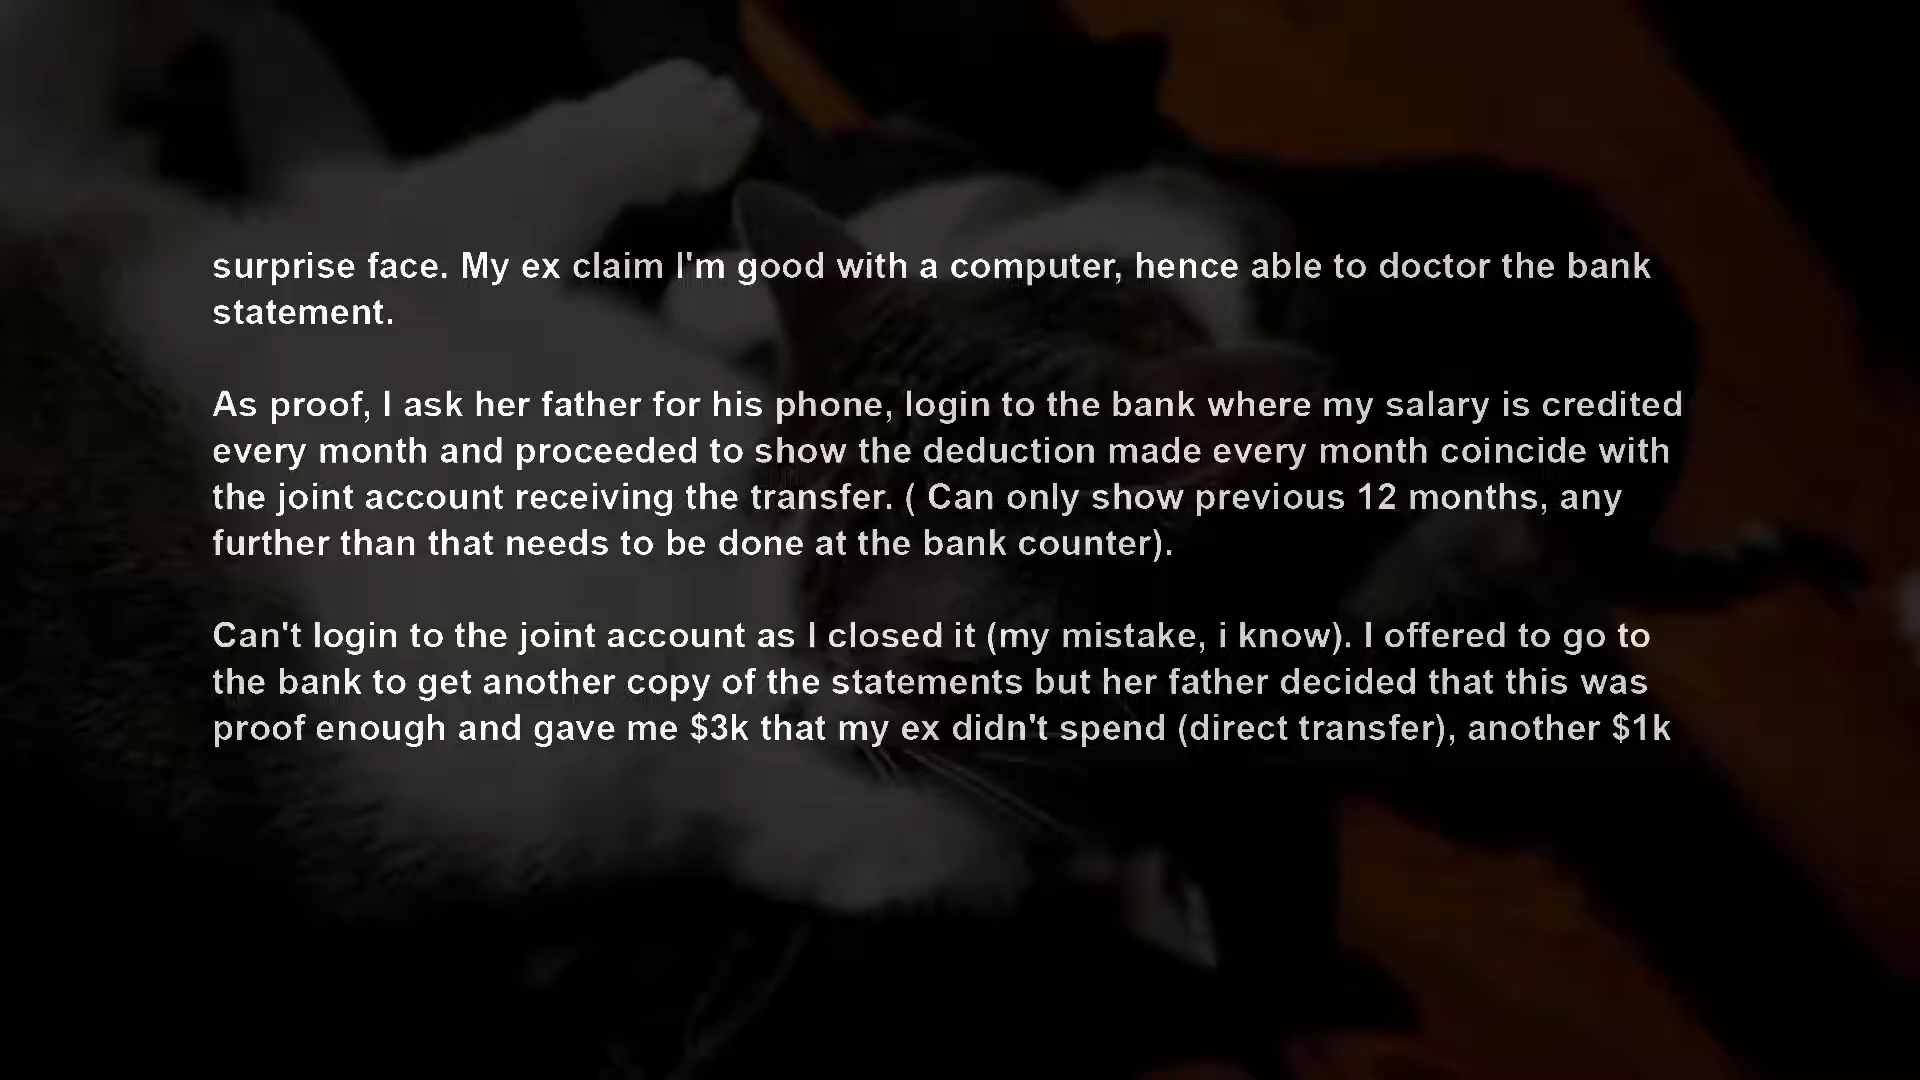 surprise face. My ex claim I'm good with a computer, hence able to doctor the bank
statement.
As proof, I ask her father for his phone, login to the bank where my salary is credited
every month and proceeded to show the deduction made every month coincide with
the joint account receiving the transfer. ( Can only show previous 12 months, any
further than that needs to be done at the bank counter).
Can't login to the joint account as I closed it (my mistake, i know). I offered to go to
the bank to get another copy of the statements but her father decided that this was
proof enough and gave me $3k that my ex didn't spend (direct transfer), another $1k